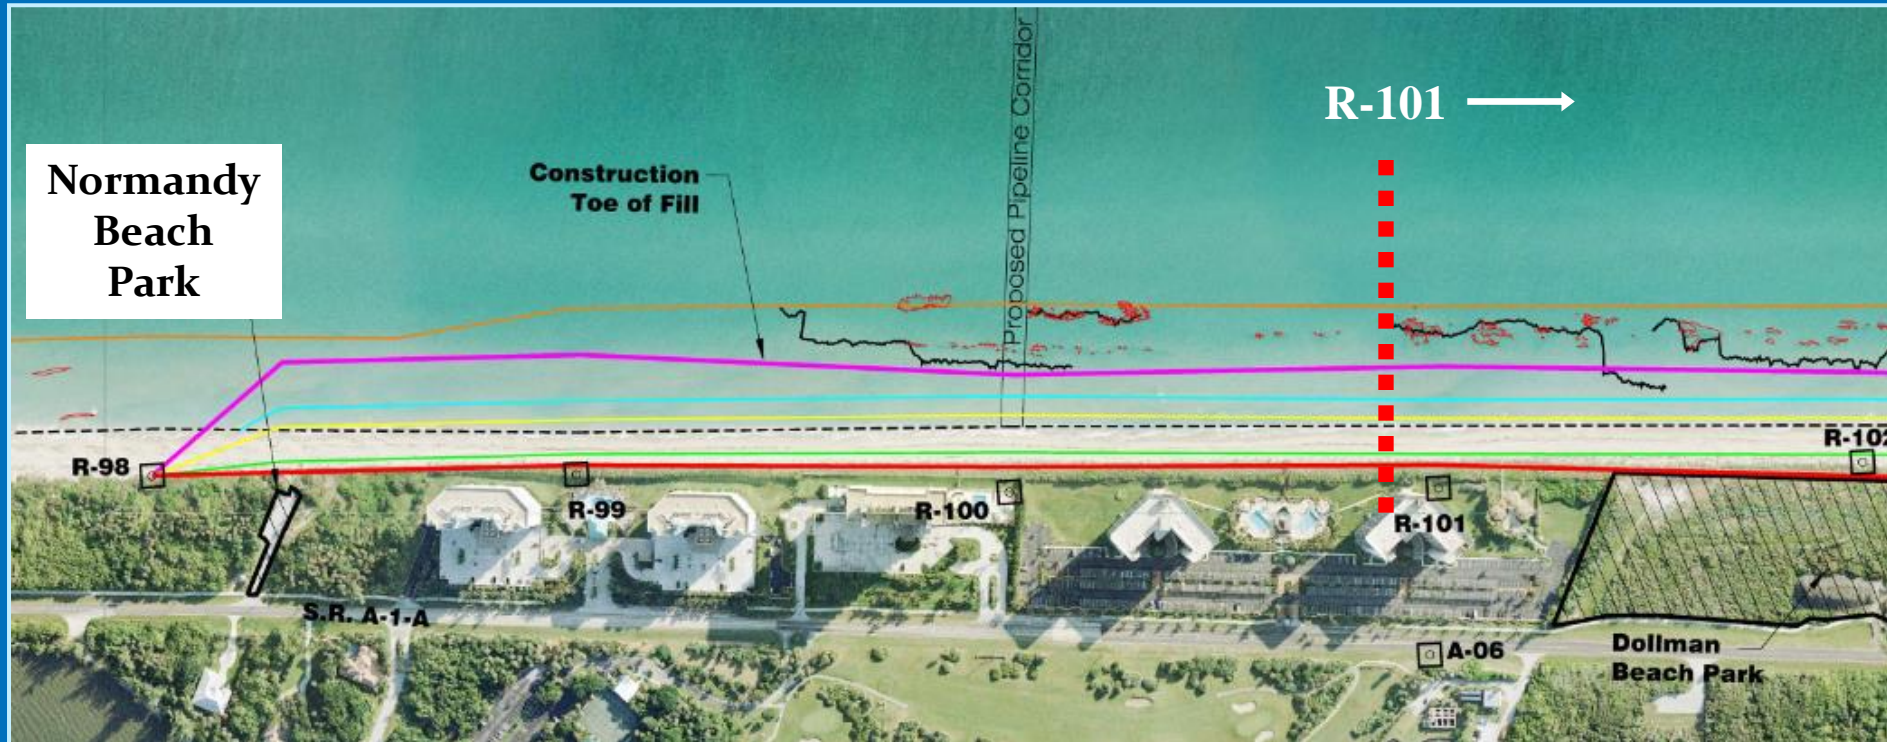 R-101
Normandy
Beach
Park
Construction
Toe of Fill
Proposed Pipeline Corridor
R-98
R-99
R-100
R-101
R-102
S.R. A-1-A
A-06
Dollman
Beach Park